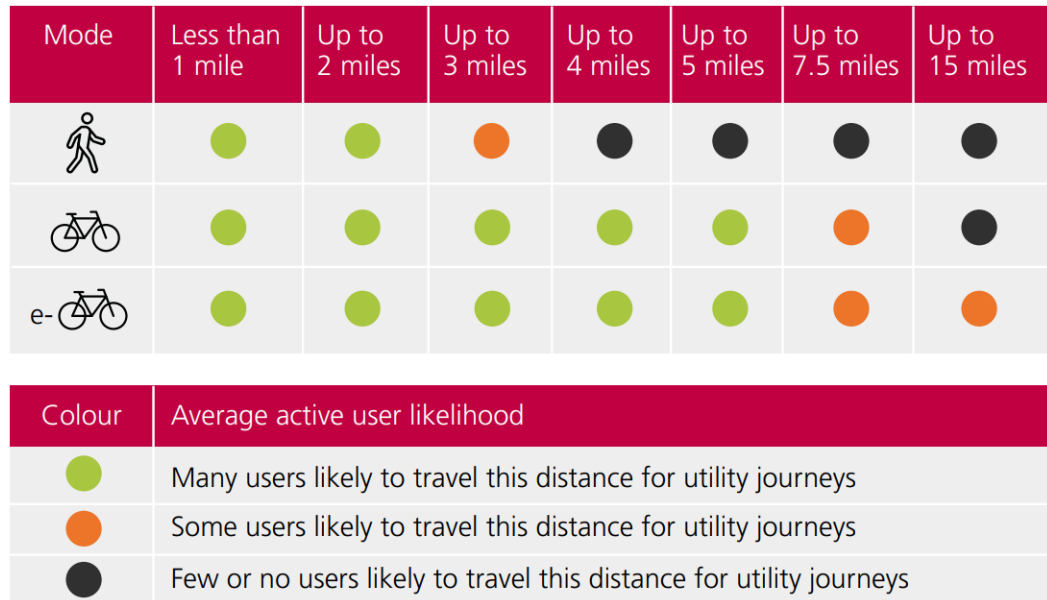 Mode
Less than
1 mile
Up to
2 miles
Up to
3 miles
Up to
4 miles
Up to
5 miles
Up to
7.5 miles
Up to
15 miles
e-
Colour
Average active user likelihood
Many users likely to travel this distance for utility journeys
Some users likely to travel this distance for utility journeys
Few or no users likely to travel this distance for utility journeys